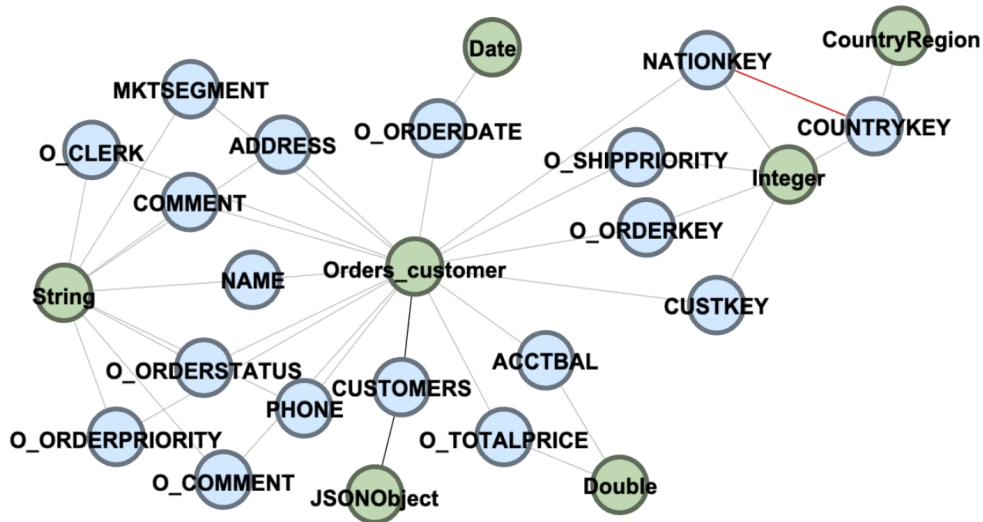 CountryRegion
Date
NATIONKEY
MKTSEGMENT
COUNTRYKEY
O_ORDERDATE
ADDRESS
O_CLERK
O_SHIPPRIORITY
Integer
COMMENT
O_ORDERKEY
Orders_customer
NAME
String
CUSTKEY
ACCTBAL
O_ORDERSTATUS
CUSTOMERS
PHONE
O_ORDERPRIORITY
O_TOTALPRICE
O_COMMENT
Double
JSONObject